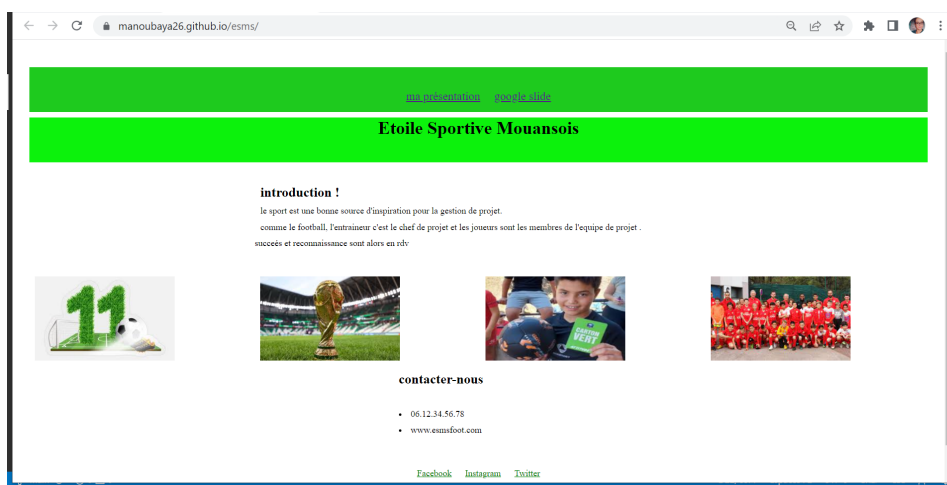 manoubaya26.github.io/esms/
ma présentation google slide
Etoile Sportive Mouansois
introduction !
le sport est une bonne source d'inspiration pour la gestion de projet.
comme le football, l'entraineur c'est le chef de projet et les joueurs sont les membres de l'equipe de projet .
succeés et reconnaissance sont alors en rdv
11
CARTON
VERT
contacter-nous
06.12.34.56.78
www.esmsfoot.com
Facebook Instagram Twitter